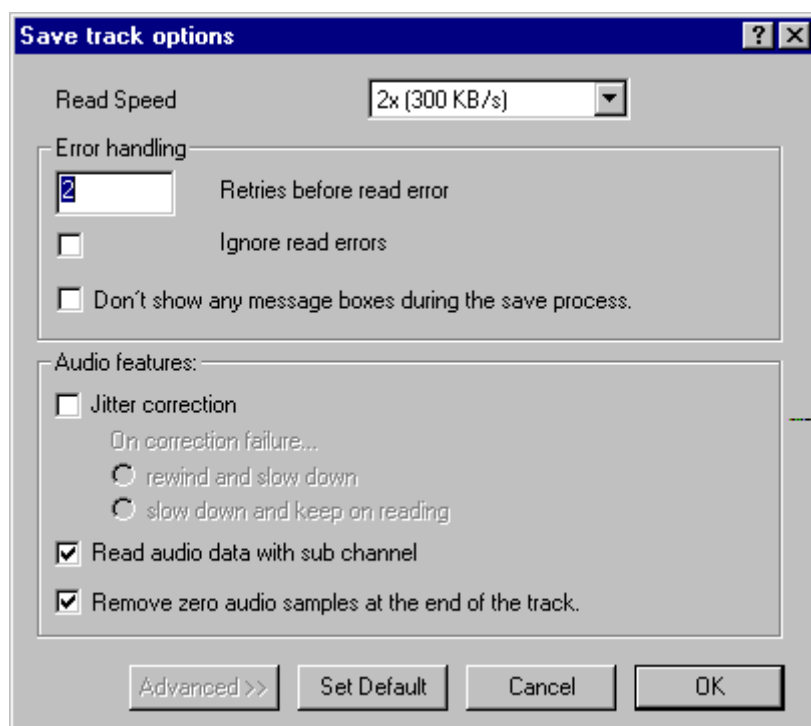 Save track options
Read Speed 2x (300 KB/s)
Error handling
2 Retries before read error
Ignore read errors
Don´t show any message boxes during the save process.
Audio features:
Jitter correction
On correction failure...
rewind and slow down
slow down and keep on reading
Read audio data with sub channel
Remove zero audio samples at the end of the track.
Advanced >> Set Default Cancel OK